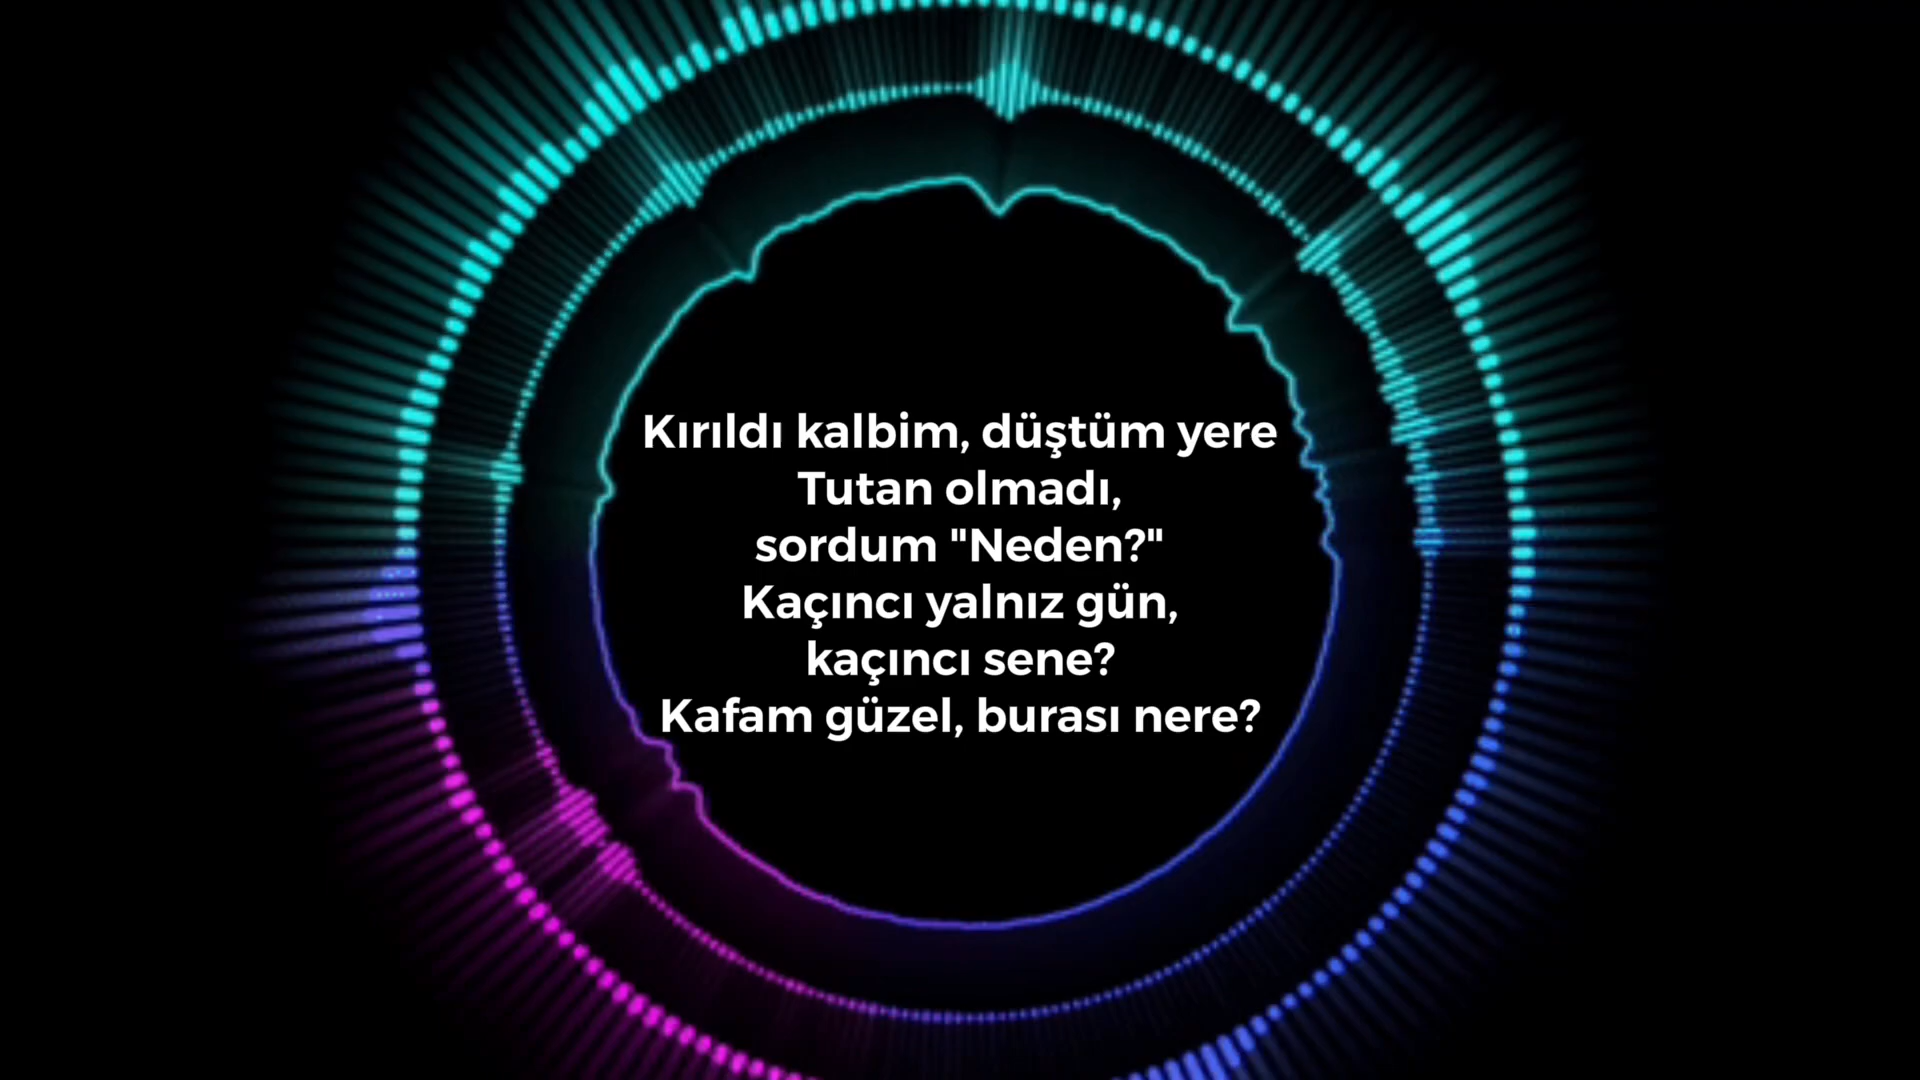 Kırıldı kalbim, düştüm yere
Tutan olmadı,
sordum "Neden?"
Kaçıncı yalnız gün,
kaçıncı sene?
Kafam güzel, burası nere?